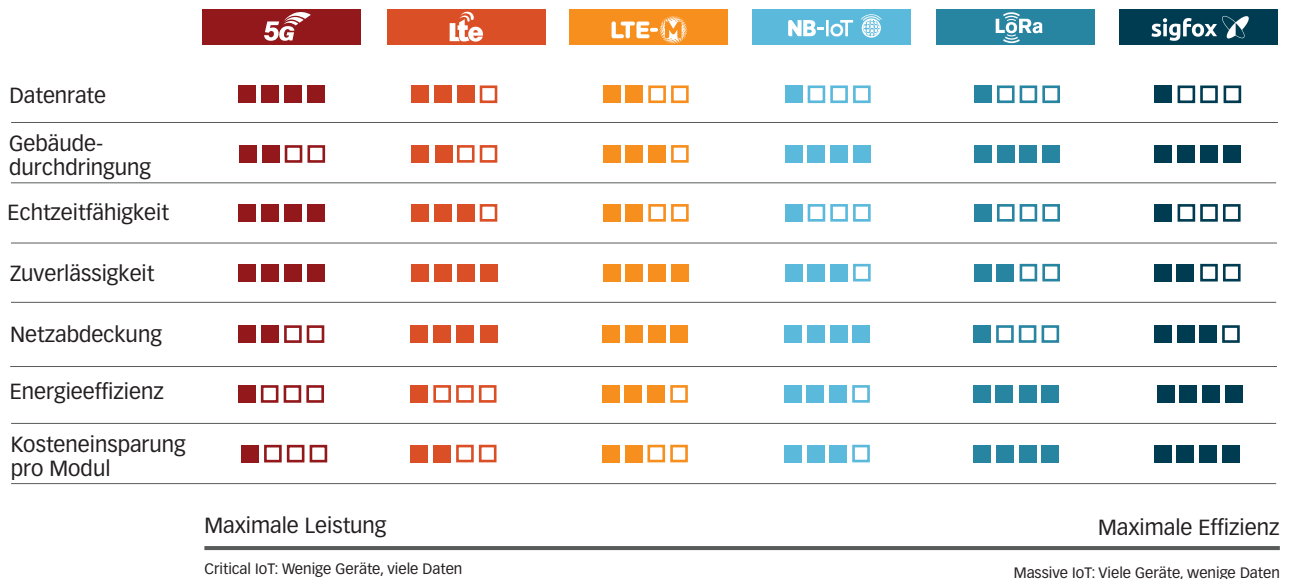 5G lte LTE-M NB-IoT LoRa sigfox
Datenrate
Gebäude-
durchdringung
Echtzeitfähigkeit
Zuverlässigkeit
Netzabdeckung
Energieeffizienz
Kosteneinsparung
pro Modul
Maximale Leistung
Maximale Effizienz
Critical IoT: Wenige Geräte, viele Daten
Massive IoT: Viele Geräte, wenige Daten